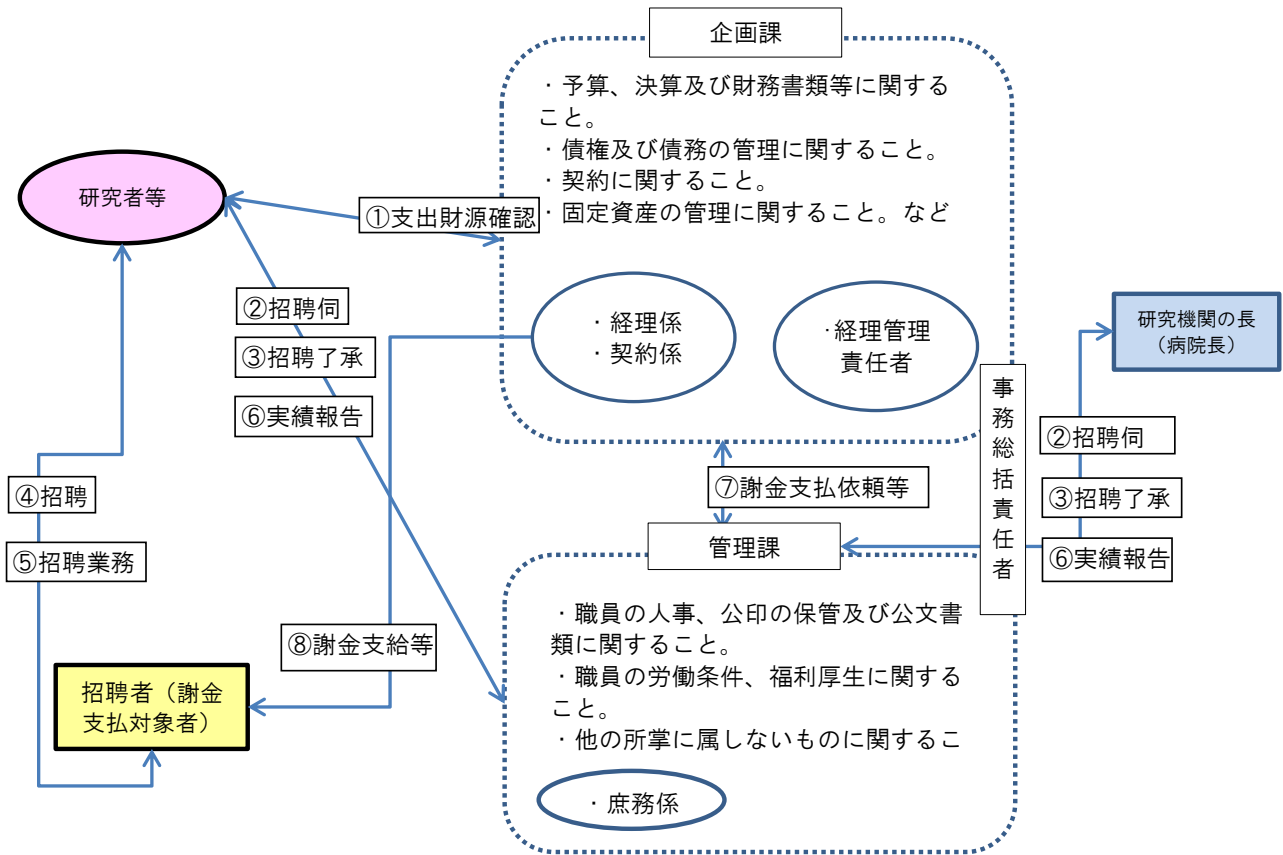 企画課
・予算、決算及び財務書類等に関する
こと。
・債権及び債務の管理に関すること。
・契約に関すること。
・固定資産の管理に関すること。など
研究者等
①支出財源確認
②招聘伺
③招聘了承
⑥実績報告
・経理係
・契約係
・経理管理
責任者
研究機関の長
（病院長）
事務総括責任者
②招聘伺
③招聘了承
⑥実績報告
④招聘
⑤招聘業務
⑦謝金支払依頼等
管理課
・職員の人事、公印の保管及び公文書
類に関すること。
・職員の労働条件、福利厚生に関する
こと。
・他の所掌に属しないものに関するこ
・庶務係
⑧謝金支給等
招聘者（謝金
支払対象者）